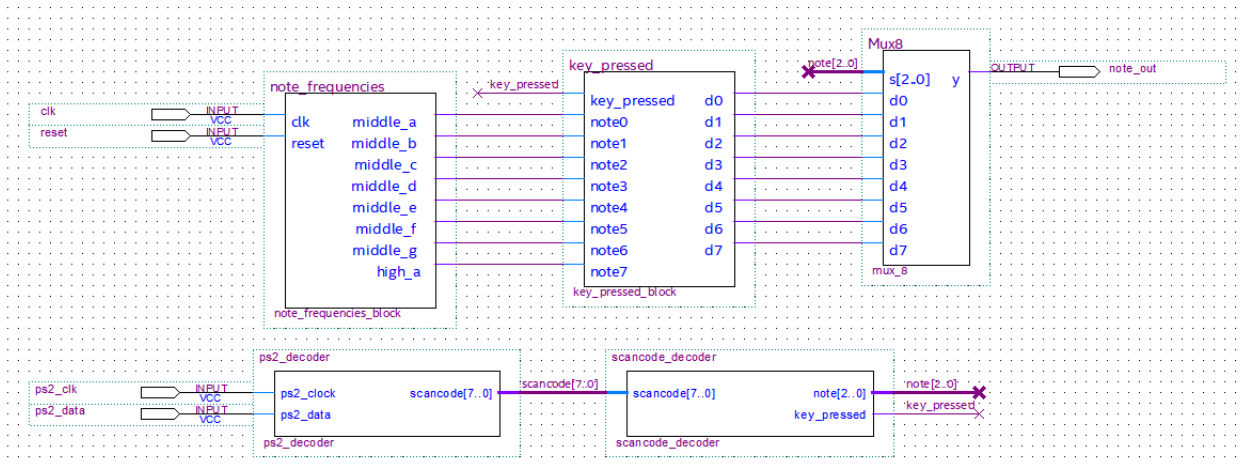 Mux8
note[2..0]
OUTPUT
note_out
s[2..0] y
d0
d1
d2
d3
d4
d5
d6
d7
mux_8
key_pressed
key_pressed
key_pressed d0
note0 d1
note1 d2
note2 d3
note3 d4
note4 d5
note5 d6
note6 d7
note7
key_pressed_block
note_frequencies
clk INPUT
VCC
reset INPUT
VCC
clk middle_a
reset middle_b
middle_c
middle_d
middle_e
middle_f
middle_g
high_a
note_frequencies_block
ps2_decoder
ps2_clk INPUT
VCC
ps2_data INPUT
VCC
ps2_clock scancode[7..0]
ps2_data
ps2_decoder
scancode[7..0]
scancode_decoder
scancode[7..0] note[2..0]
key_pressed
scancode_decoder
note[2..0]
key_pressed